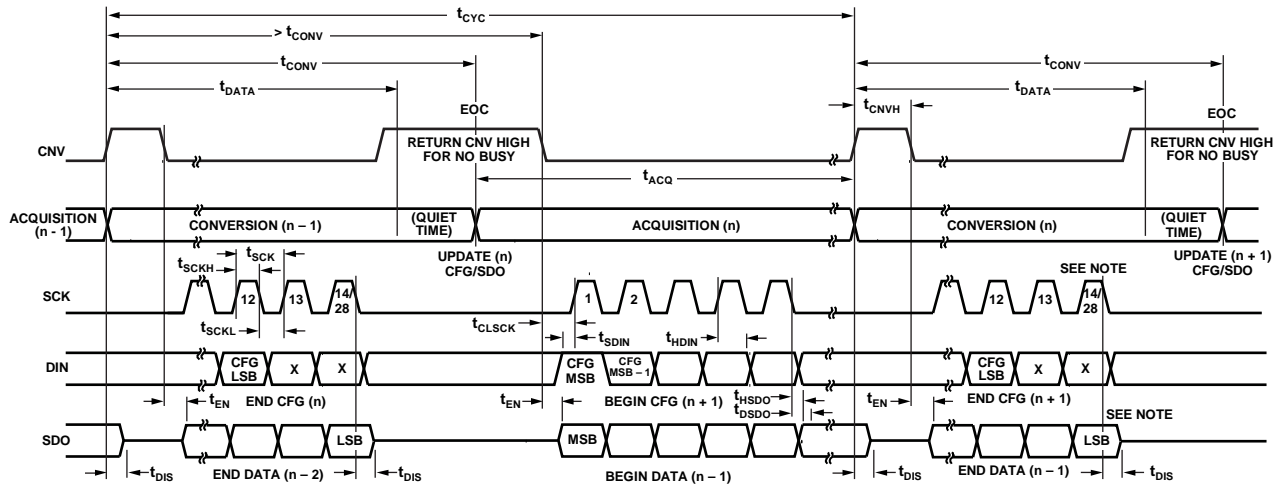 tCYC
> tCONV
tCONV
tCONV
tDATA
tDATA
EOC
tCNVH
EOC
CNV
RETURN CNV HIGH
FOR NO BUSY
RETURN CNV HIGH
FOR NO BUSY
tACQ
ACQUISITION
(n - 1)
CONVERSION (n – 1)
(QUIET
TIME)
ACQUISITION (n)
CONVERSION (n)
(QUIET
TIME)
UPDATE (n)
CFG/SDO
UPDATE (n + 1)
CFG/SDO
tSCK
tSCKH
SEE NOTE
SCK
12
13
14/
28
1
2
12
13
14/
28
tSCKL
tCLSCK
tSDIN
tHDIN
DIN
CFG
LSB
X
X
CFG
MSB
CFG
MSB – 1
CFG
LSB
X
X
tEN
END CFG (n)
tEN
BEGIN CFG (n + 1)
tHSDO
tDSDO
tEN
END CFG (n + 1)
SEE NOTE
SDO
LSB
MSB
LSB
tDIS
END DATA (n – 2)
tDIS
BEGIN DATA (n – 1)
tDIS
END DATA (n – 1)
tDIS